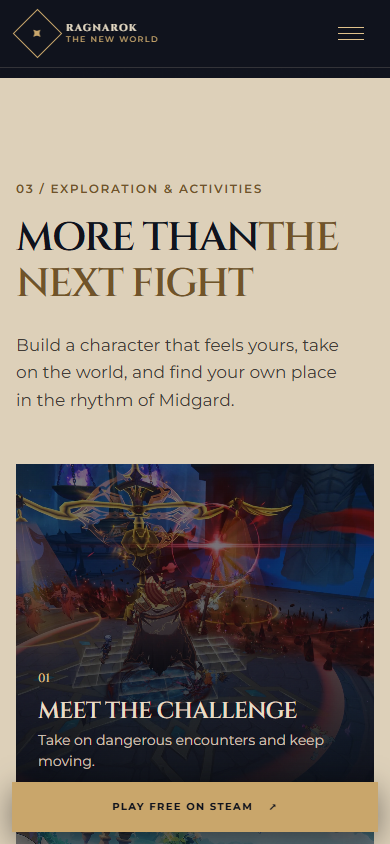 RAGNAROK
THE NEW WORLD
03 / EXPLORATION & ACTIVITIES
MORE THANTHE
NEXT FIGHT
Build a character that feels yours, take
on the world, and find your own place
in the rhythm of Midgard.
01
MEET THE CHALLENGE
Take on dangerous encounters and keep
moving.
PLAY FREE ON STEAM ↗